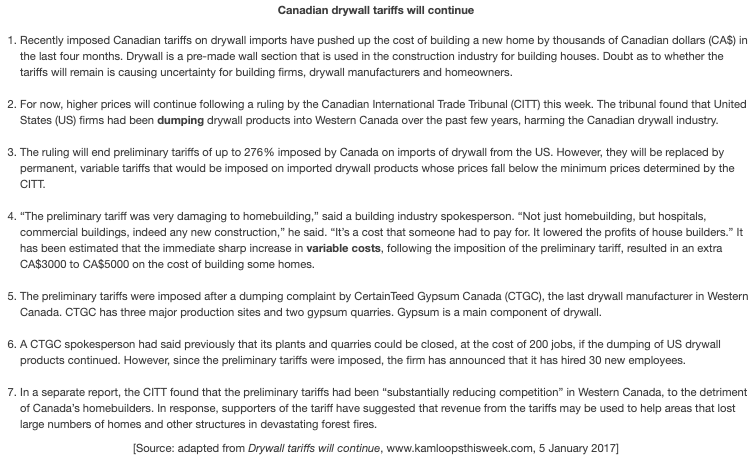 Canadian drywall tariffs will continue
1. Recently imposed Canadian tariffs on drywall imports have pushed up the cost of building a new home by thousands of Canadian dollars (CA$) in
the last four months. Drywall is a pre-made wall section that is used in the construction industry for building houses. Doubt as to whether the
tariffs will remain is causing uncertainty for building firms, drywall manufacturers and homeowners.
2. For now, higher prices will continue following a ruling by the Canadian International Trade Tribunal (CITT) this week. The tribunal found that United
States (US) firms had been dumping drywall products into Western Canada over the past few years, harming the Canadian drywall industry.
3. The ruling will end preliminary tariffs of up to 276% imposed by Canada on imports of drywall from the US. However, they will be replaced by
permanent, variable tariffs that would be imposed on imported drywall products whose prices fall below the minimum prices determined by the
CITT.
4. “The preliminary tariff was very damaging to homebuilding,” said a building industry spokesperson. “Not just homebuilding, but hospitals,
commercial buildings, indeed any new construction,” he said. “It’s a cost that someone had to pay for. It lowered the profits of house builders.” It
has been estimated that the immediate sharp increase in variable costs, following the imposition of the preliminary tariff, resulted in an extra
CA$3000 to CA$5000 on the cost of building some homes.
5. The preliminary tariffs were imposed after a dumping complaint by CertainTeed Gypsum Canada (CTGC), the last drywall manufacturer in Western
Canada. CTGC has three major production sites and two gypsum quarries. Gypsum is a main component of drywall.
6. A CTGC spokesperson had said previously that its plants and quarries could be closed, at the cost of 200 jobs, if the dumping of US drywall
products continued. However, since the preliminary tariffs were imposed, the firm has announced that it has hired 30 new employees.
7. In a separate report, the CITT found that the preliminary tariffs had been “substantially reducing competition” in Western Canada, to the detriment
of Canada’s homebuilders. In response, supporters of the tariff have suggested that revenue from the tariffs may be used to help areas that lost
large numbers of homes and other structures in devastating forest fires.
[Source: adapted from Drywall tariffs will continue, www.kamloopsthisweek.com, 5 January 2017]